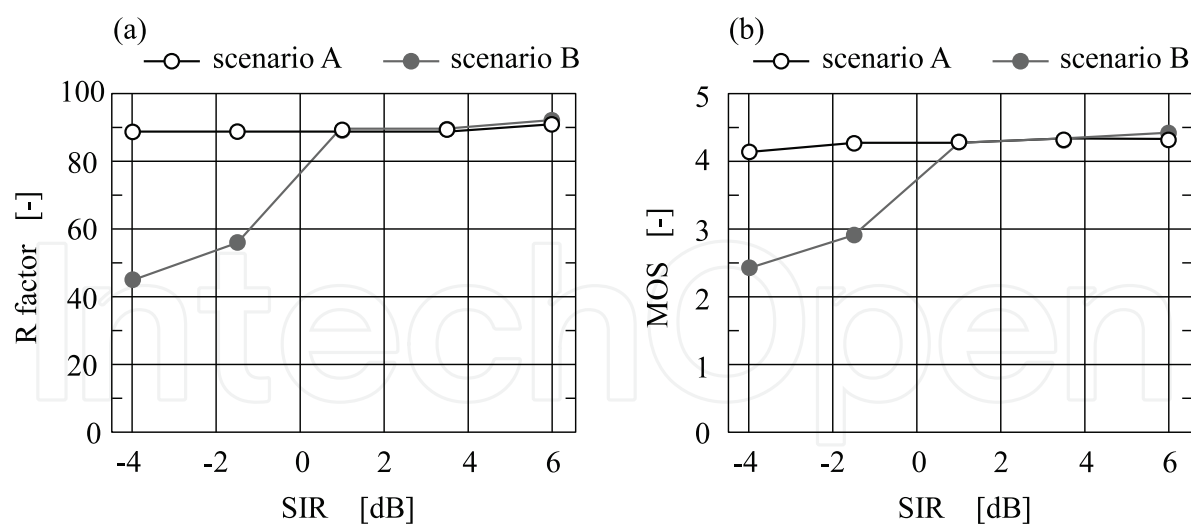 (a)
scenario A scenario B
100
80
60
40
20
0
R factor [-]
-4 -2 0 2 4 6
SIR [dB]
(b)
scenario A scenario B
5
4
3
2
1
0
MOS [-]
-4 -2 0 2 4 6
SIR [dB]
IntechOpen